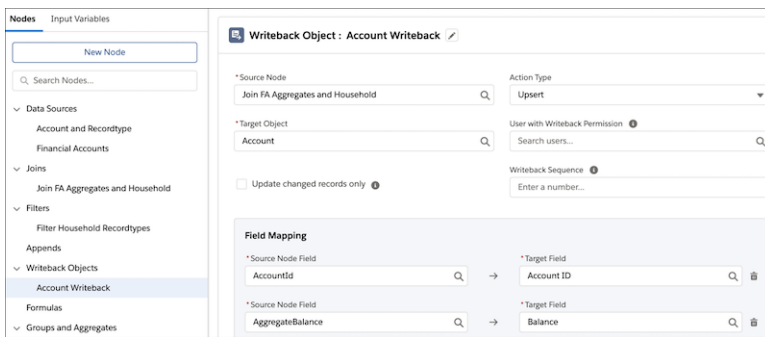 Nodes Input Variables
New Node
Search Nodes...
Data Sources
Account and Recordtype
Financial Accounts
Joins
Join FA Aggregates and Household
Filters
Filter Household Recordtypes
Appends
Writeback Objects
Account Writeback
Formulas
Groups and Aggregates
Writeback Object : Account Writeback
*Source Node
Join FA Aggregates and Household
Action Type
Upsert
*Target Object
Account
User with Writeback Permission
Search users...
Update changed records only
Writeback Sequence
Enter a number...
Field Mapping
*Source Node Field
AccountId
→
*Target Field
Account ID
*Source Node Field
AggregateBalance
→
*Target Field
Balance